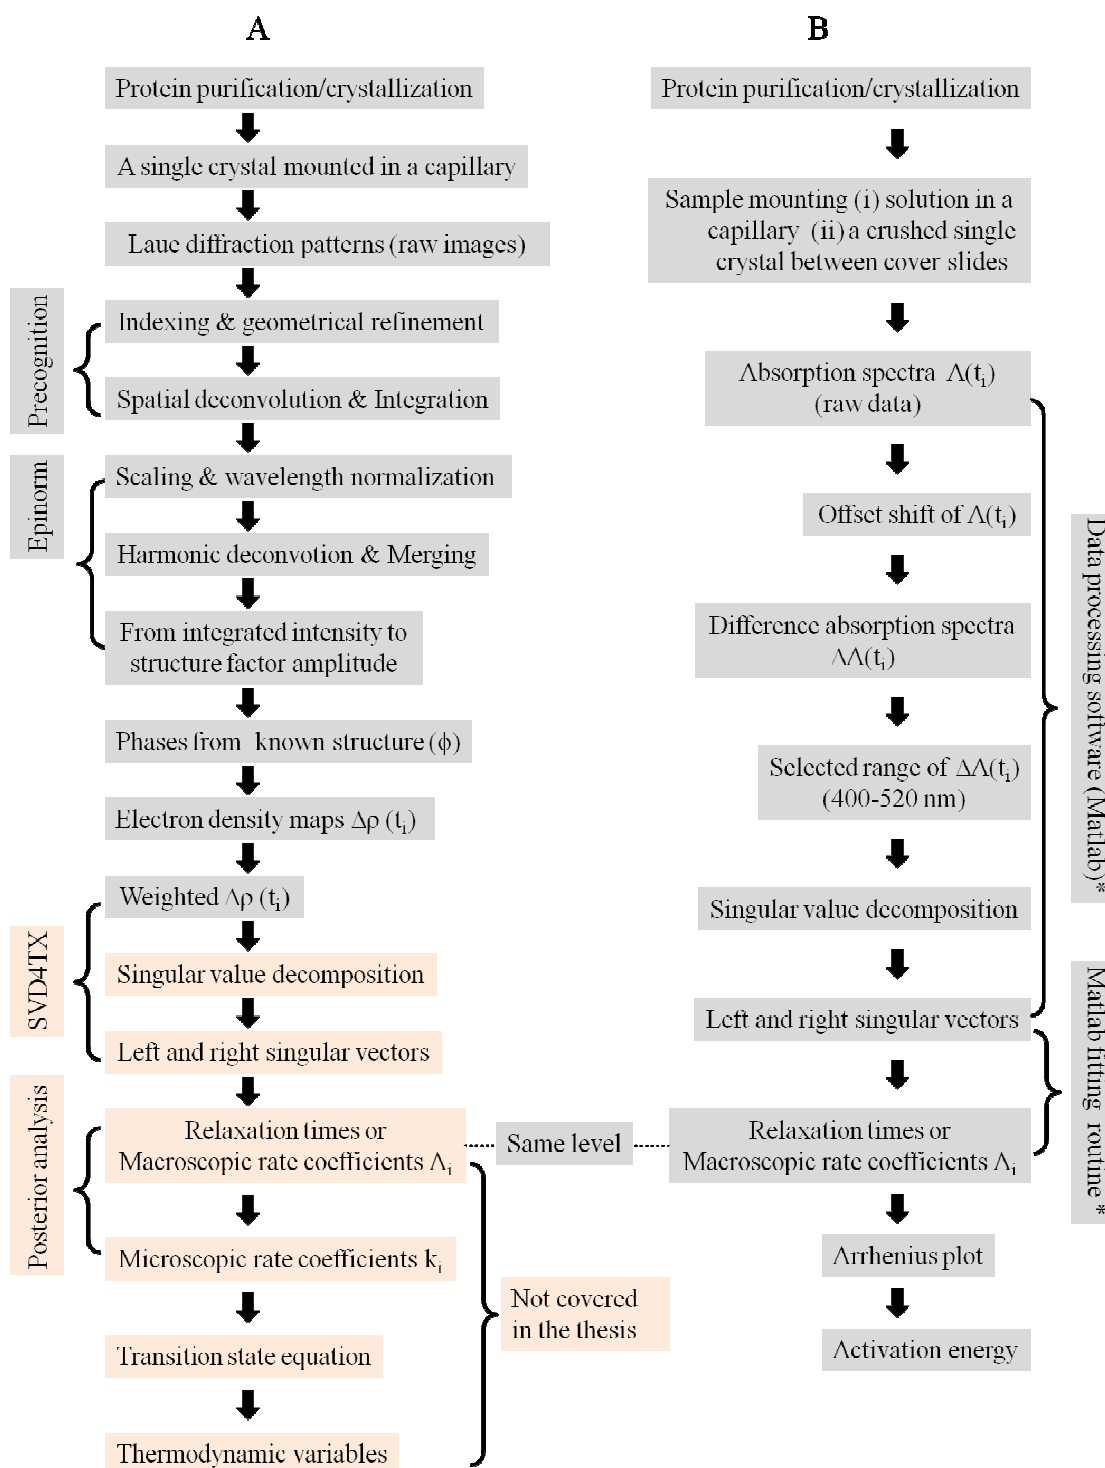 A
Protein purification/crystallization
A single crystal mounted in a capillary
Laue diffraction patterns (raw images)
Precognition
Indexing & geometrical refinement
Spatial deconvolution & Integration
Epinorm
Scaling & wavelength normalization
Harmonic deconvotion & Merging
From integrated intensity to
structure factor amplitude
Phases from known structure (ϕ)
Electron density maps Δρ (tᵢ)
SVD4TX
Weighted Δρ (tᵢ)
Singular value decomposition
Left and right singular vectors
Posterior analysis
Relaxation times or
Macroscopic rate coefficients Λᵢ
Microscopic rate coefficients kᵢ
Transition state equation
Thermodynamic variables
Not covered
in the thesis
Same level
B
Protein purification/crystallization
Sample mounting (i) solution in a
capillary (ii) a crushed single
crystal between cover slides
Absorption spectra A(tᵢ)
(raw data)
Offset shift of A(tᵢ)
Difference absorption spectra
ΔA(tᵢ)
Selected range of ΔA(tᵢ)
(400-520 nm)
Singular value decomposition
Left and right singular vectors
Data processing software (Matlab)*
Relaxation times or
Macroscopic rate coefficients Λᵢ
Matlab fitting routine *
Arrhenius plot
Activation energy